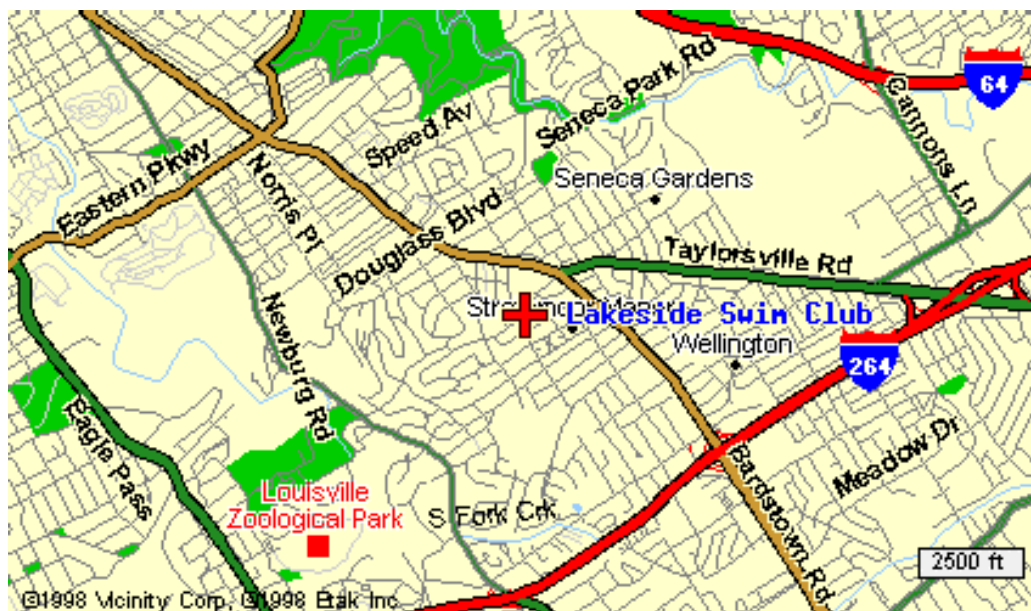 64
Seneca Park Rd
Cannons Ln
Speed Av
Eastern Pkwy
Norris Pl
Seneca Gardens
Douglass Blvd
Taylorsville Rd
Lakeside Swim Club
Wellington
264
Newburg Rd
Eagle Pass
Meadow Dr
Bardstown Rd
Louisville
Zoological Park
S Fork Crk
2500 ft
©1998 Vicinity Corp, ©1998 Etak Inc